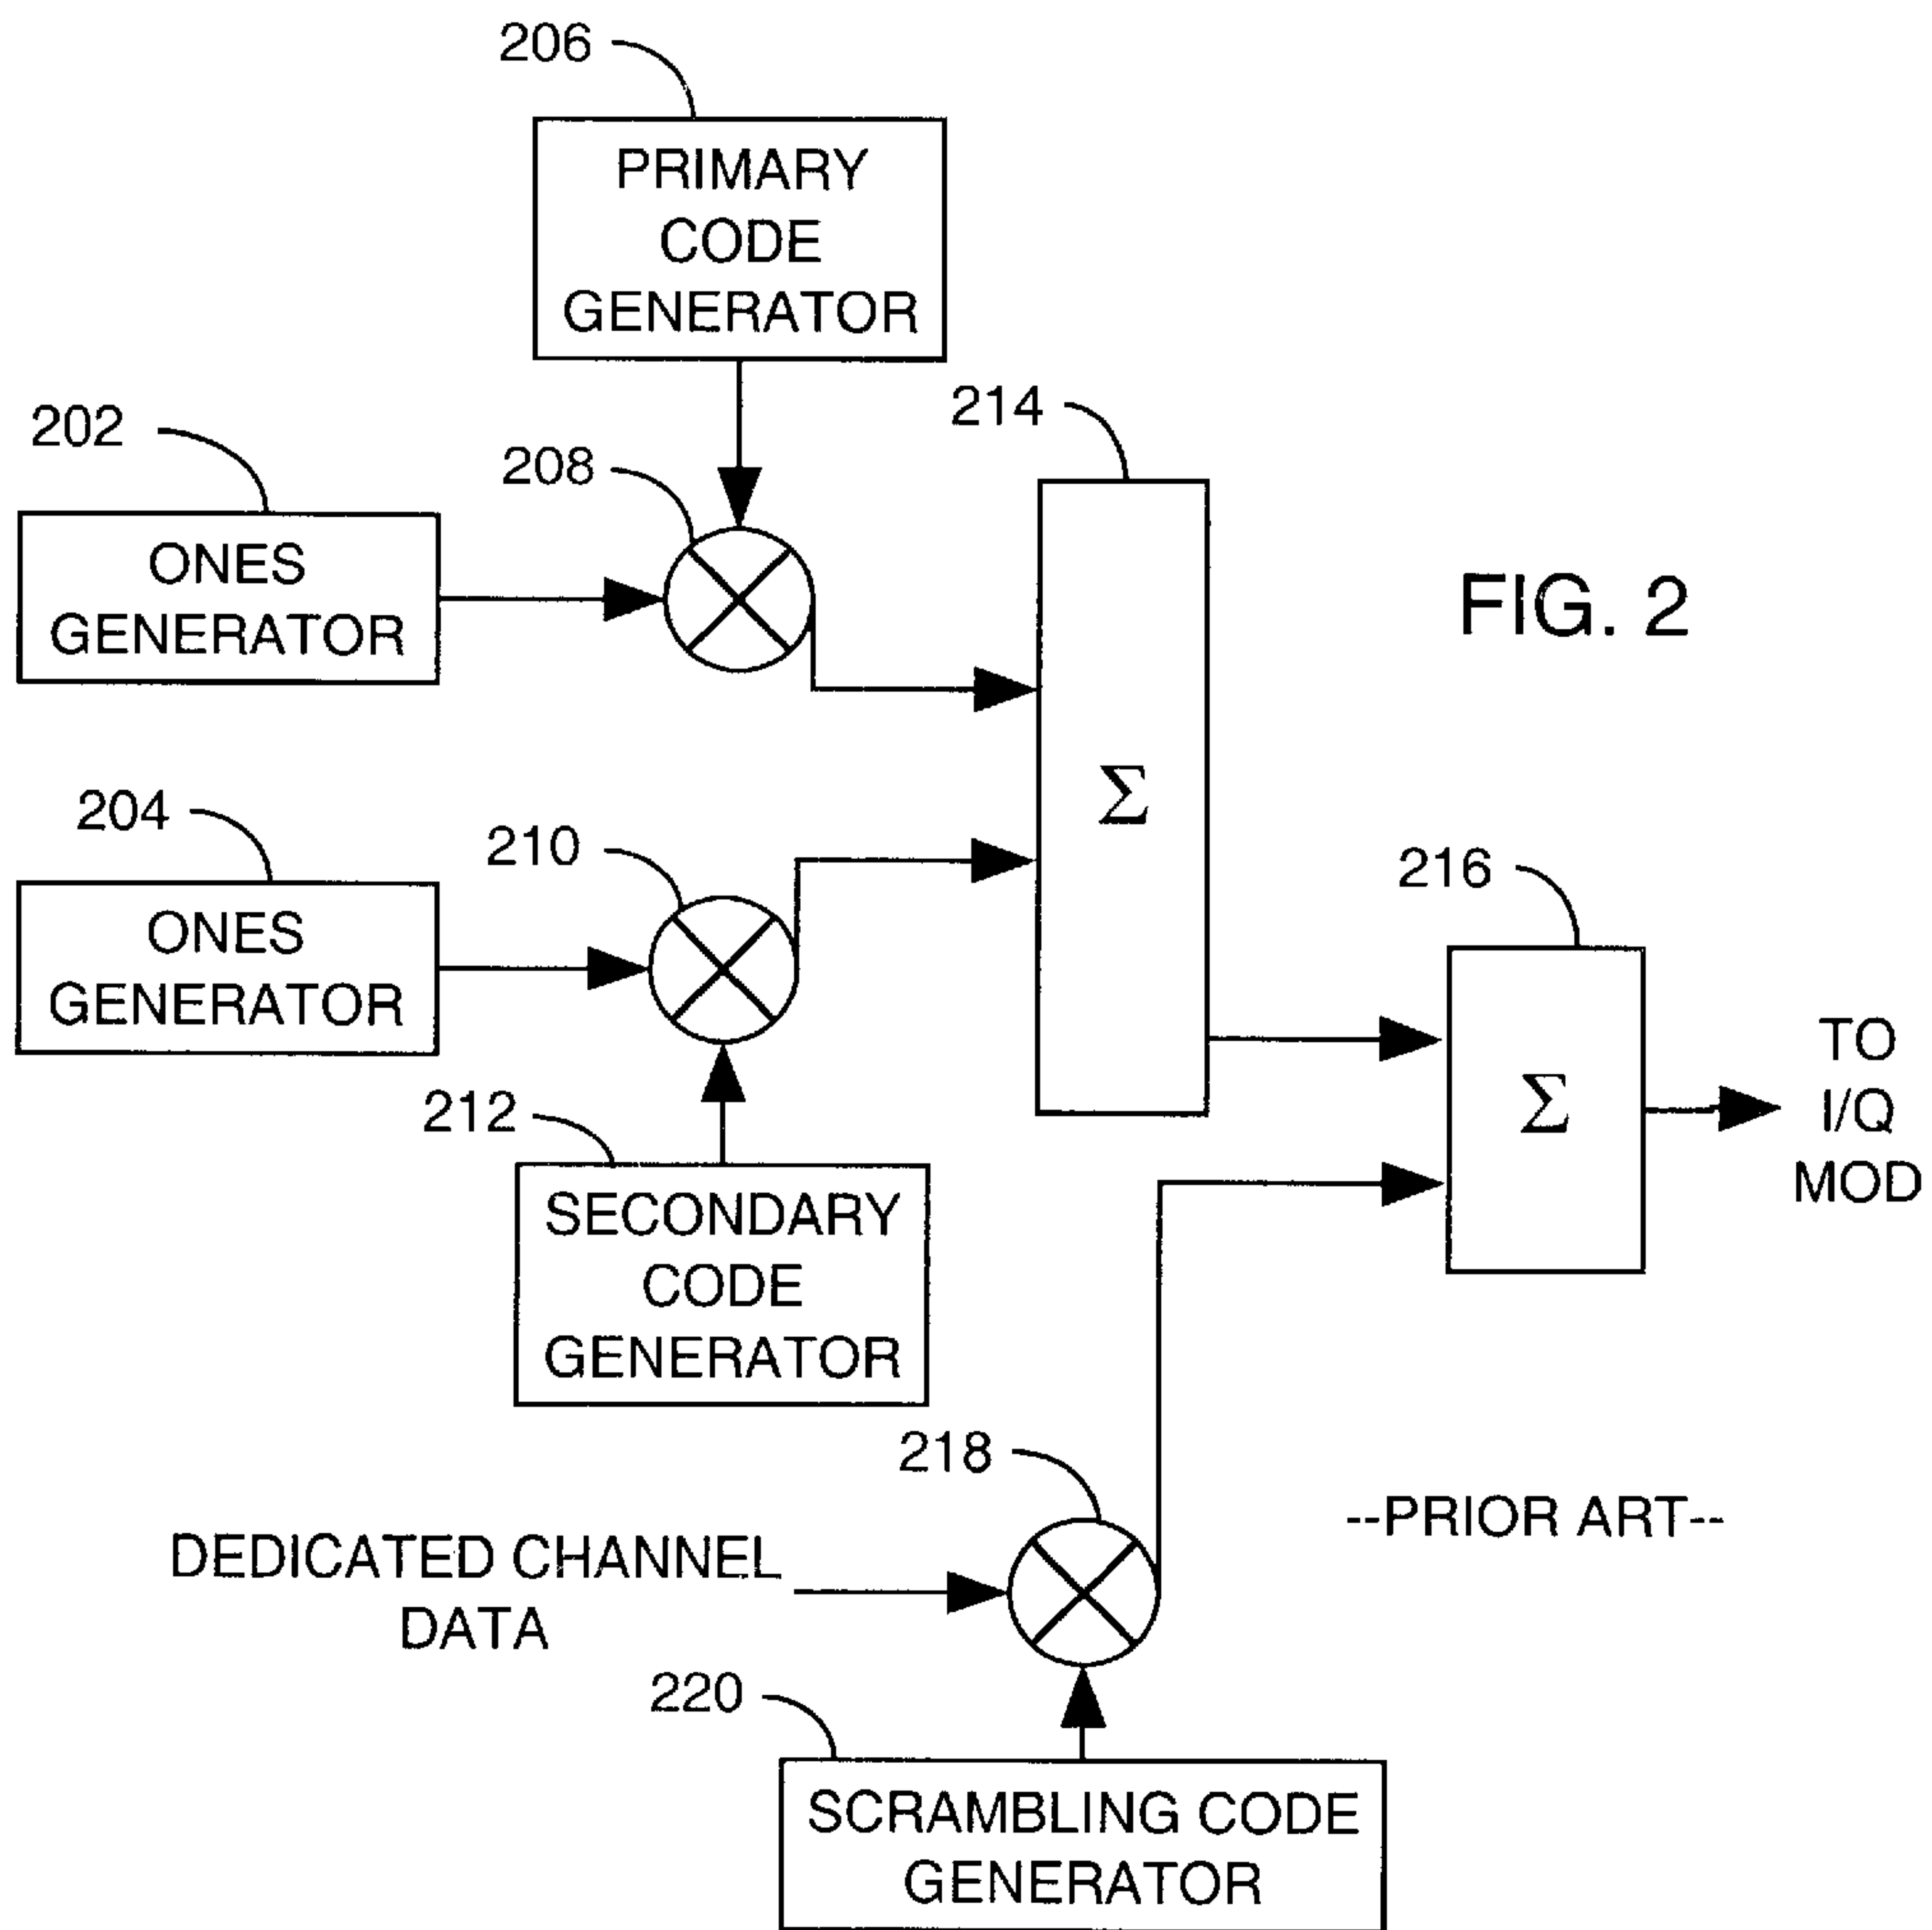 206
PRIMARY
CODE
GENERATOR
202
208
214
ONES
GENERATOR
FIG. 2
Σ
204
210
216
ONES
GENERATOR
TO
I/Q
MOD
Σ
212
SECONDARY
CODE
GENERATOR
218
--PRIOR ART--
DEDICATED CHANNEL
DATA
220
SCRAMBLING CODE
GENERATOR